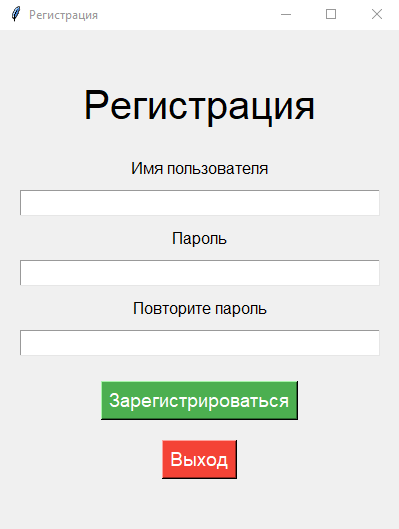 Регистрация
Регистрация
Имя пользователя
Пароль
Повторите пароль
Зарегистрироваться
Выход